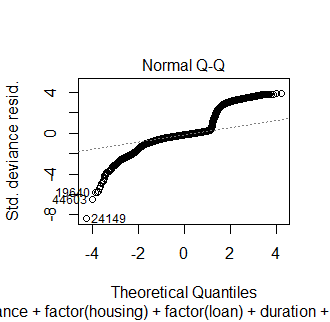 Normal Q-Q
Std. deviance resid.
4
0
-4
-8
19640
44603
24149
-4 -2 0 2 4
Theoretical Quantiles
ance + factor(housing) + factor(loan) + duration +